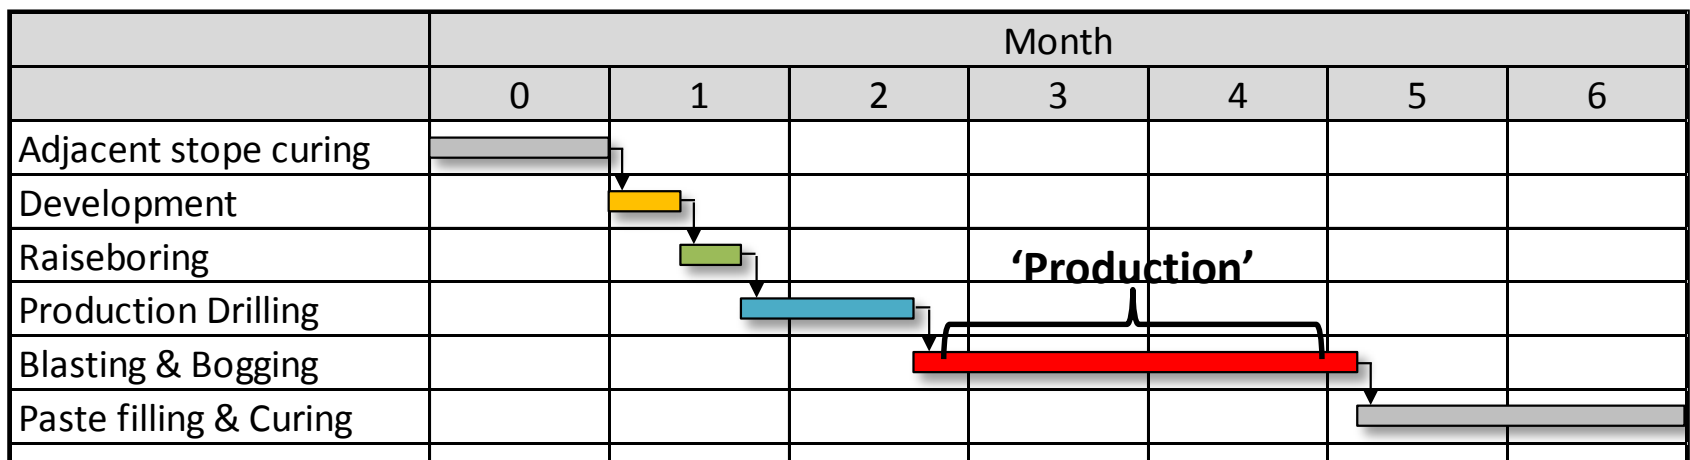 Month
0 1 2 3 4 5 6
Adjacent stope curing
Development
Raiseboring
‘Production’
Production Drilling
Blasting & Bogging
Paste filling & Curing